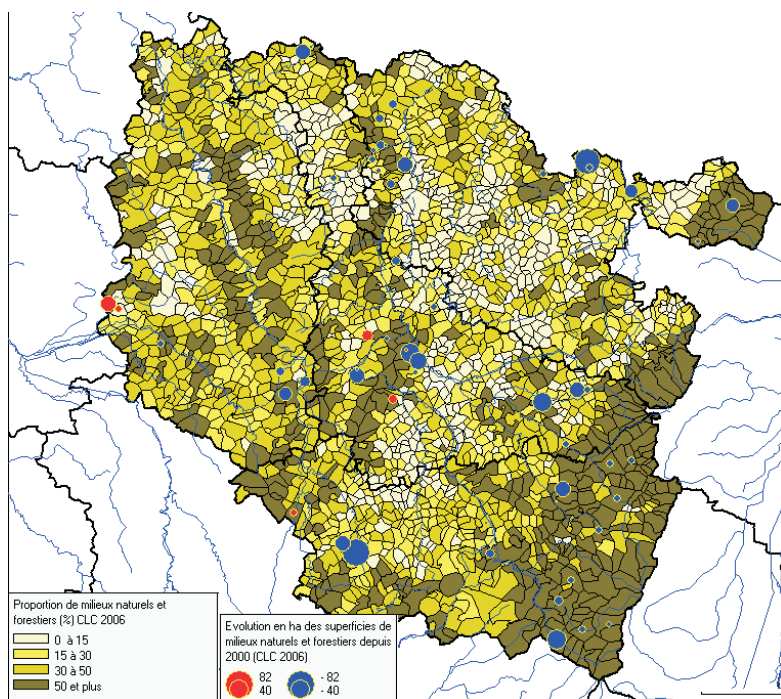 Proportion de milieux naturels et
forestiers (%) CLC 2006
0 à 15
15 à 30
30 à 50
50 et plus
Evolution en ha des superficies de
milieux naturels et forestiers depuis
2000 (CLC 2006)
82 - 82
40 - 40